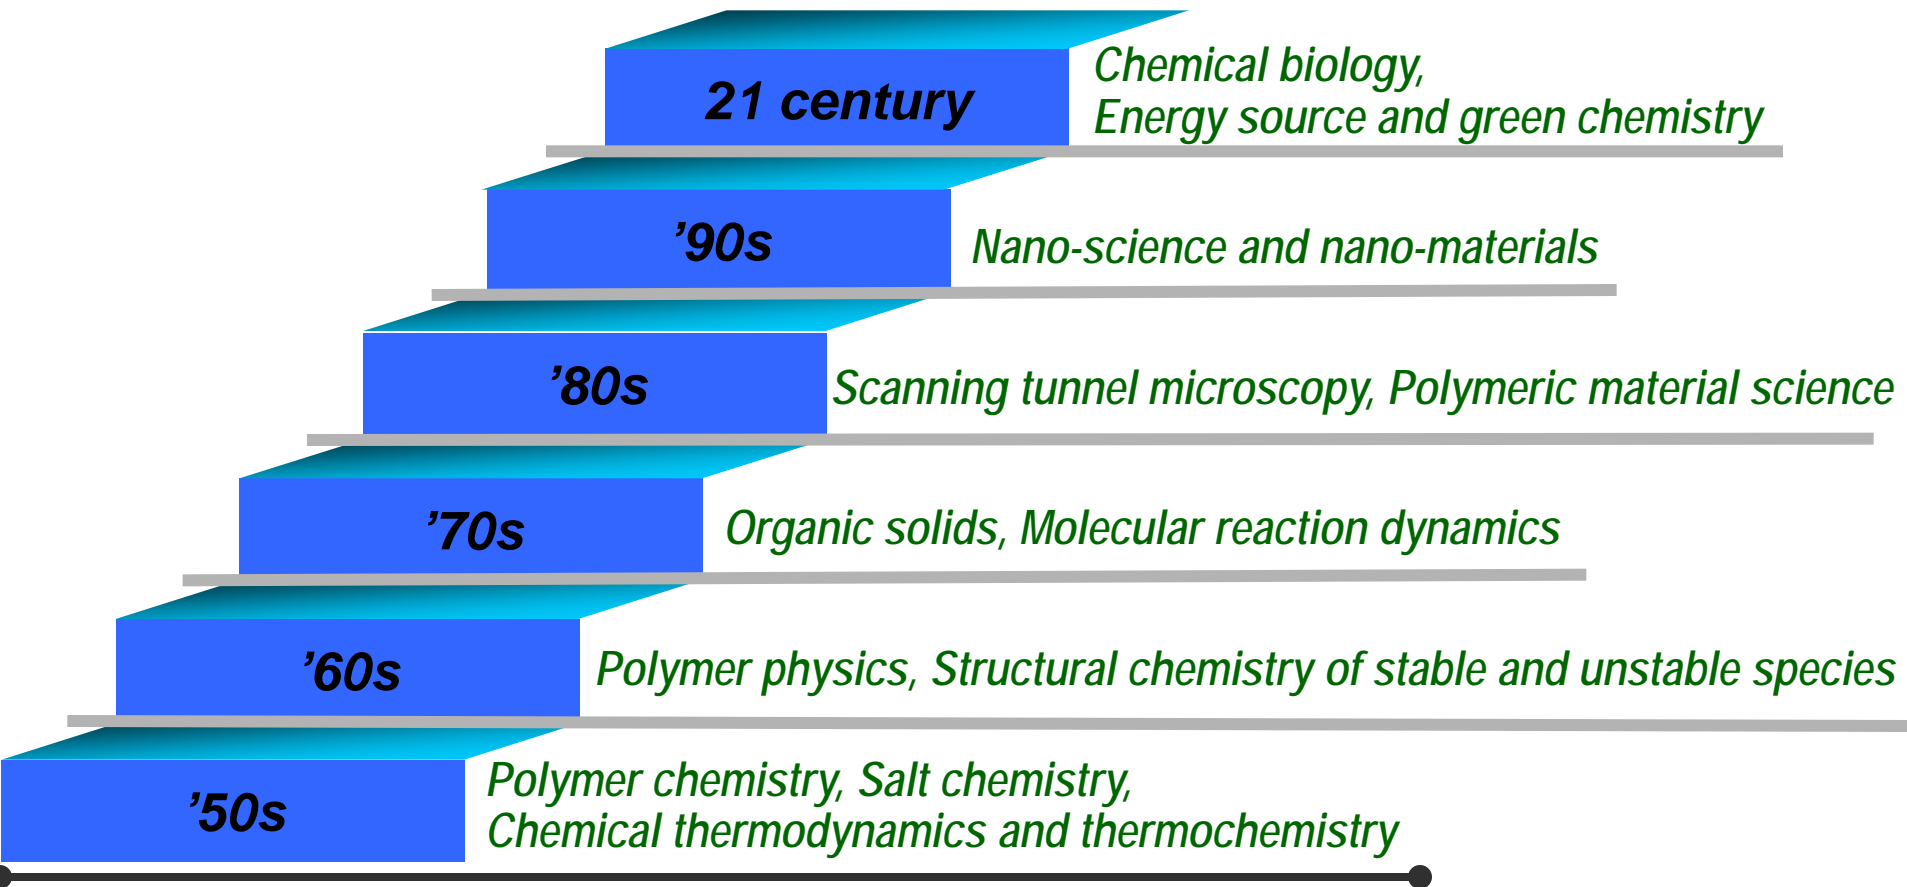 21 century
Chemical biology,
Energy source and green chemistry
’90s
Nano-science and nano-materials
’80s
Scanning tunnel microscopy, Polymeric material science
’70s
Organic solids, Molecular reaction dynamics
’60s
Polymer physics, Structural chemistry of stable and unstable species
’50s
Polymer chemistry, Salt chemistry,
Chemical thermodynamics and thermochemistry